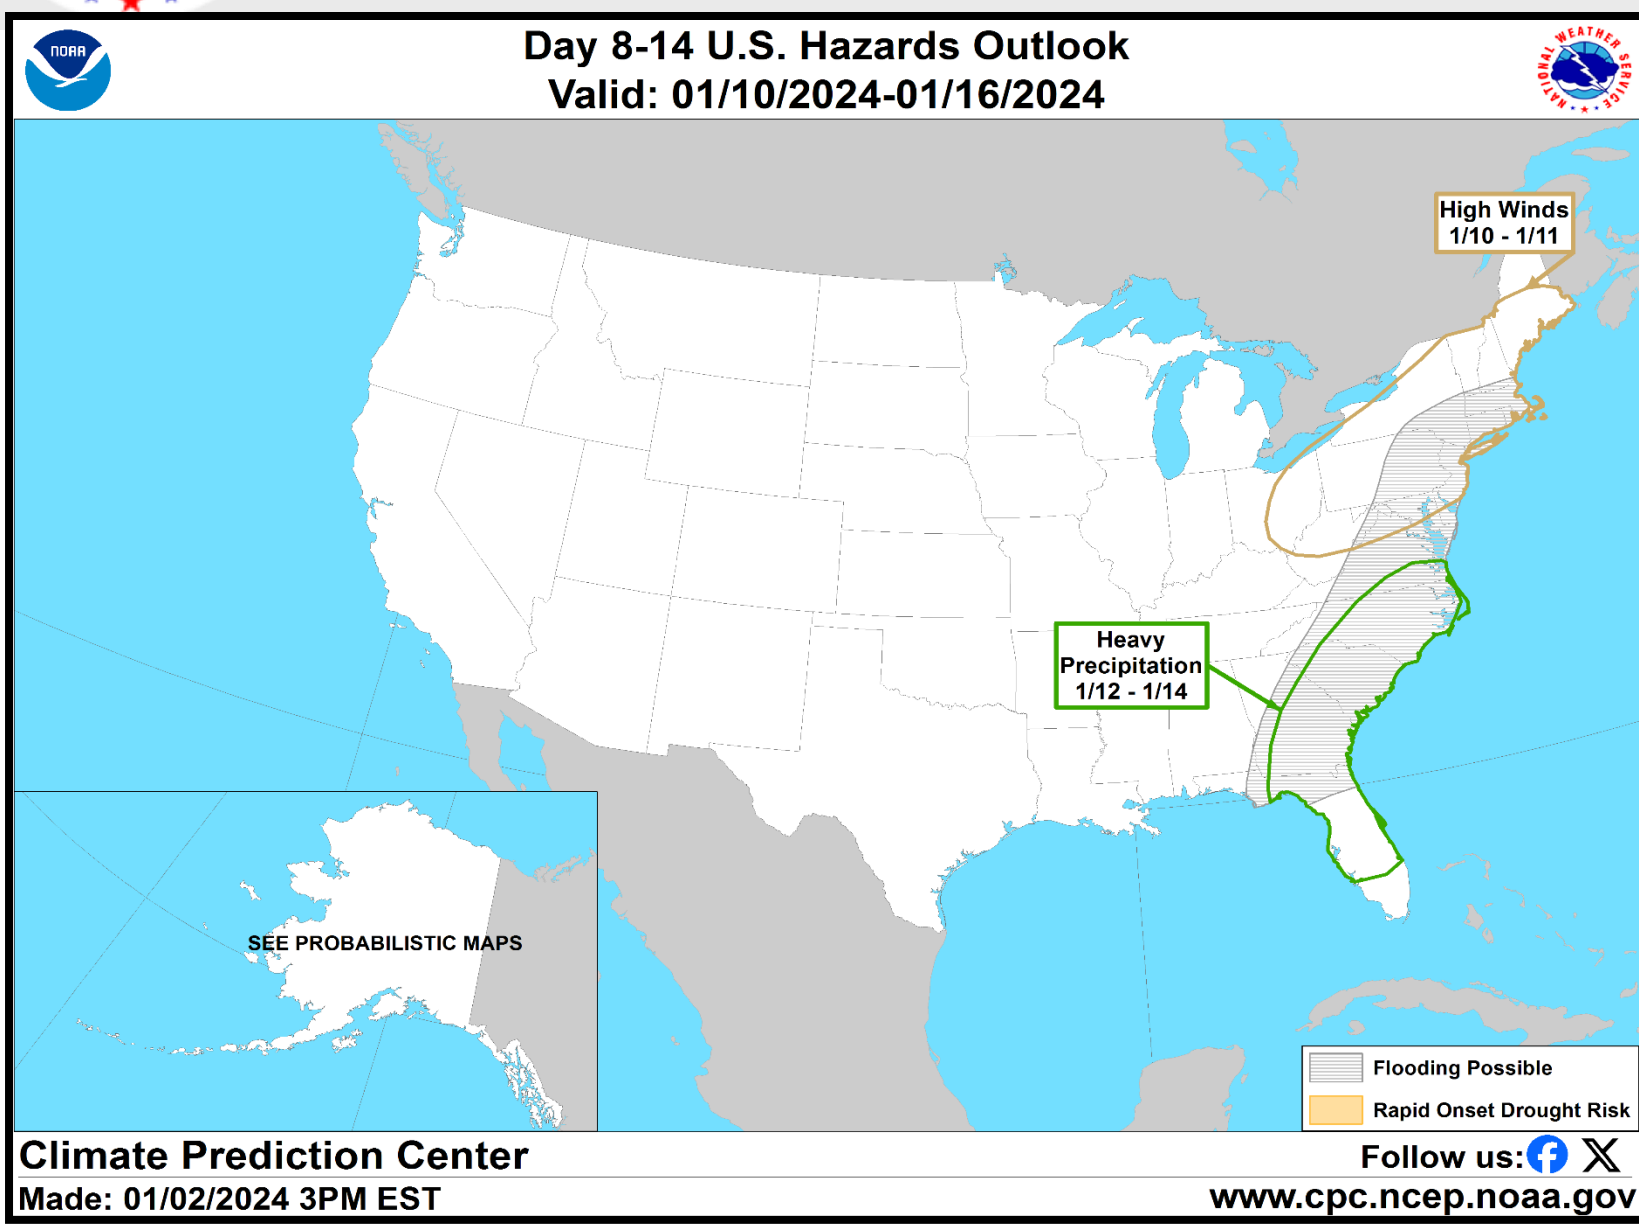 NOAA
Day 8-14 U.S. Hazards Outlook
Valid: 01/10/2024-01/16/2024
NATIONAL WEATHER SERVICE
High Winds
1/10 - 1/11
Heavy
Precipitation
1/12 - 1/14
SEE PROBABILISTIC MAPS
Flooding Possible
Rapid Onset Drought Risk
Climate Prediction Center
Follow us:
Made: 01/02/2024 3PM EST
www.cpc.ncep.noaa.gov